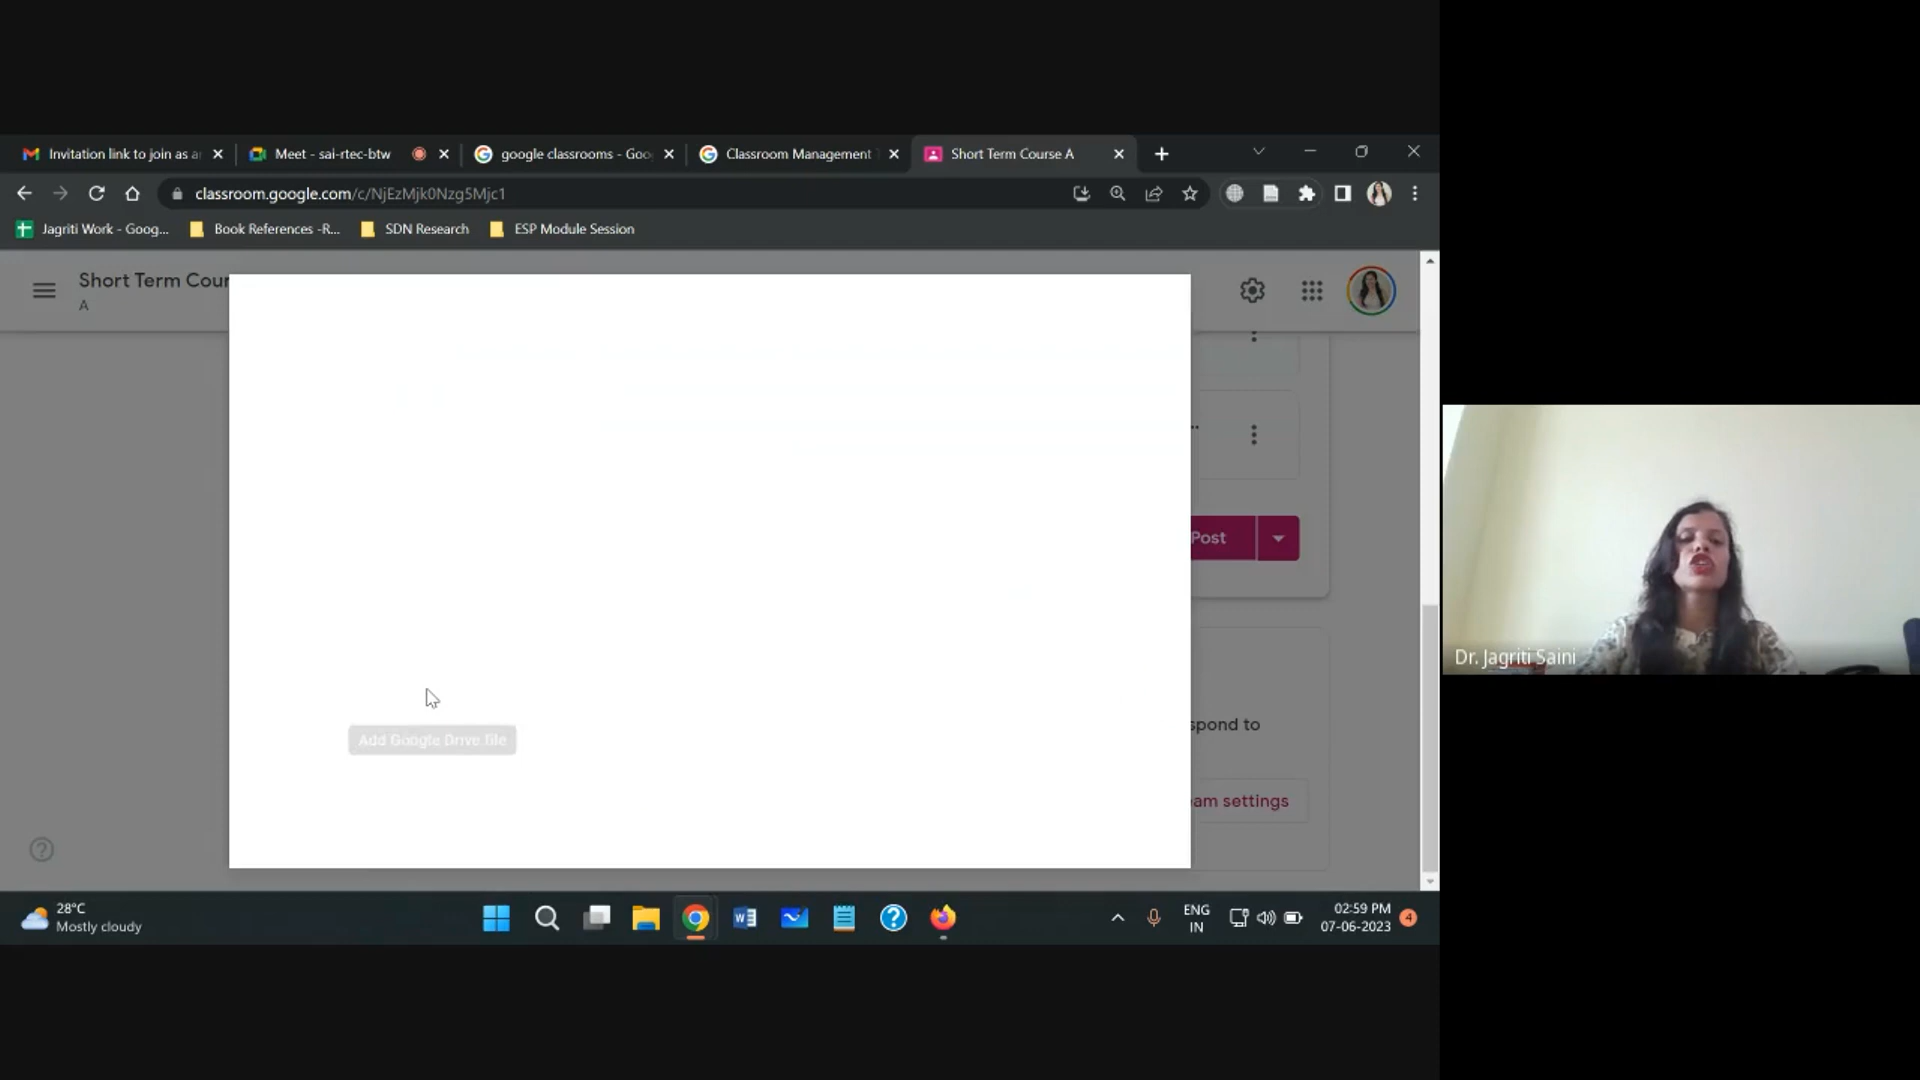 Invitation link to join as a
Meet - sai-rtec-btw
google classrooms - Goo
Classroom Management T
Short Term Course A
classroom.google.com/c/NjEzMjk0Nzg5Mjc1
Jagriti Work - Goog...
Book References -R...
SDN Research
ESP Module Session
Short Term Cour
A
Post
spond to
Add Google Drive file
eam settings
Dr. Jagriti Saini
28°C
Mostly cloudy
ENG
IN
02:59 PM
07-06-2023
4